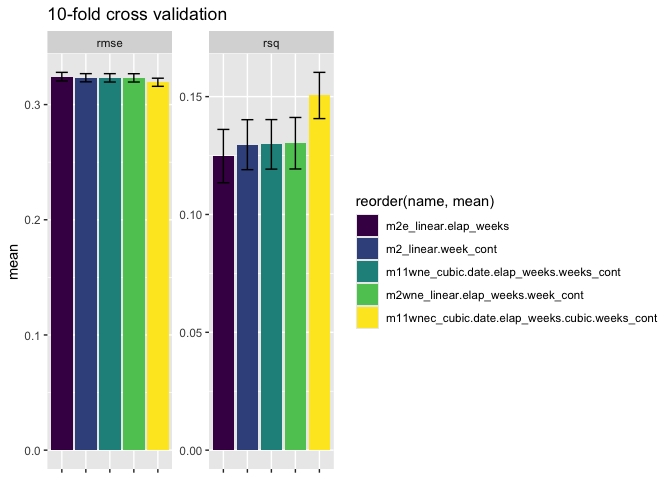 10-fold cross validation
rmse
rsq
mean
0.3
0.2
0.1
0.0
0.15
0.10
0.05
0.00
reorder(name, mean)
m2e_linear.elap_weeks
m2_linear.week_cont
m11wne_cubic.date.elap_weeks.weeks_cont
m2wne_linear.elap_weeks.week_cont
m11wnec_cubic.date.elap_weeks.cubic.weeks_cont